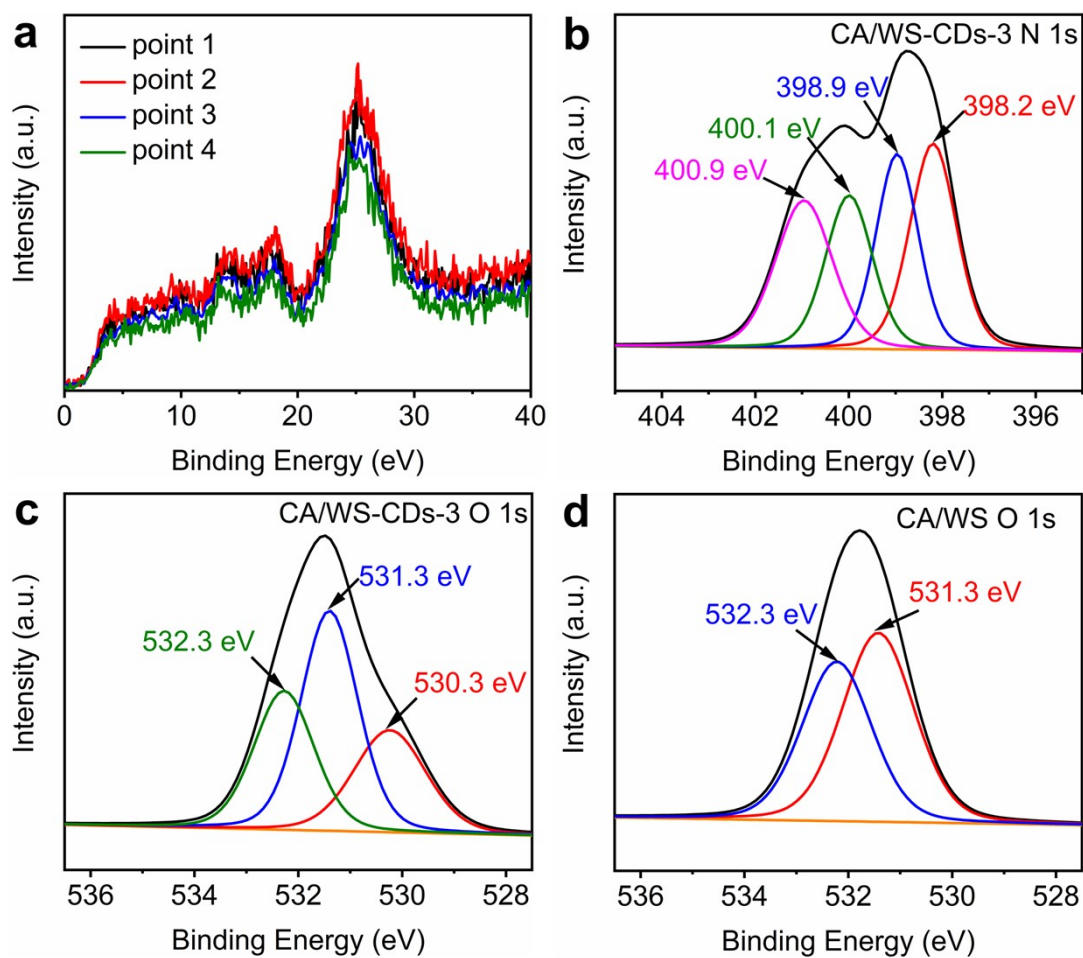 a
point 1
point 2
point 3
point 4
Intensity (a.u.)
0 10 20 30 40
Binding Energy (eV)
b
CA/WS-CDs-3 N 1s
398.9 eV
398.2 eV
400.1 eV
400.9 eV
Intensity (a.u.)
404 402 400 398 396
Binding Energy (eV)
c
CA/WS-CDs-3 O 1s
531.3 eV
532.3 eV
530.3 eV
Intensity (a.u.)
536 534 532 530 528
Binding Energy (eV)
d
CA/WS O 1s
532.3 eV
531.3 eV
Intensity (a.u.)
536 534 532 530 528
Binding Energy (eV)